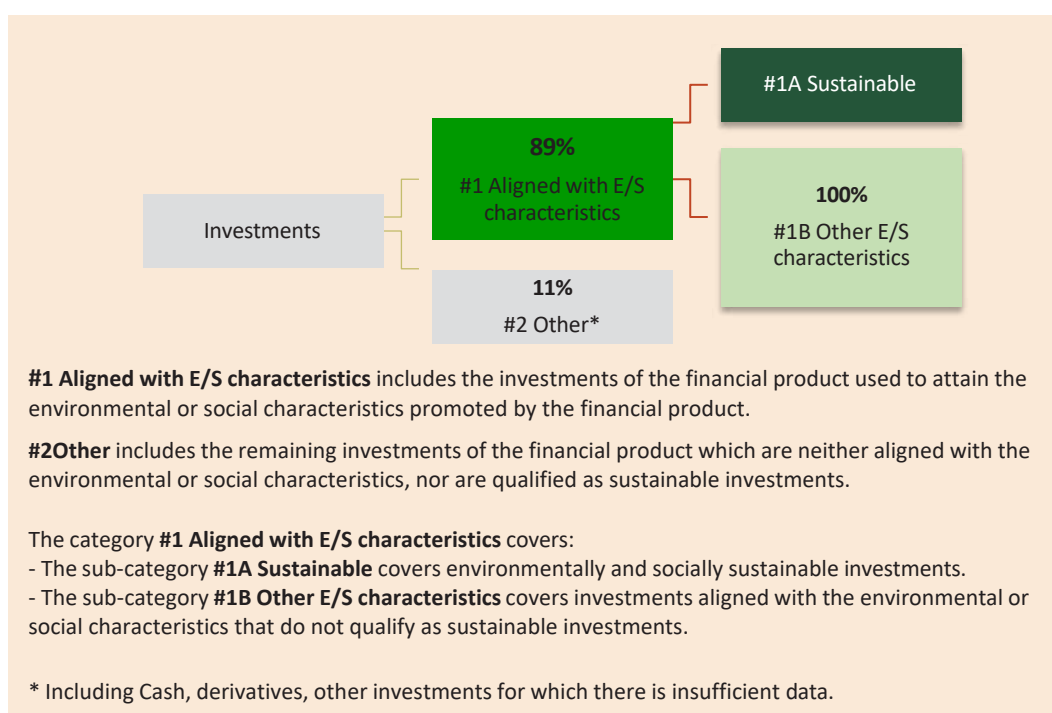 #1A Sustainable
89%
#1 Aligned with E/S
characteristics
100%
#1B Other E/S
characteristics
Investments
11%
#2 Other*
#1 Aligned with E/S characteristics includes the investments of the financial product used to attain the
environmental or social characteristics promoted by the financial product.
#2Other includes the remaining investments of the financial product which are neither aligned with the
environmental or social characteristics, nor are qualified as sustainable investments.
The category #1 Aligned with E/S characteristics covers:
- The sub-category #1A Sustainable covers environmentally and socially sustainable investments.
- The sub-category #1B Other E/S characteristics covers investments aligned with the environmental or
social characteristics that do not qualify as sustainable investments.
* Including Cash, derivatives, other investments for which there is insufficient data.